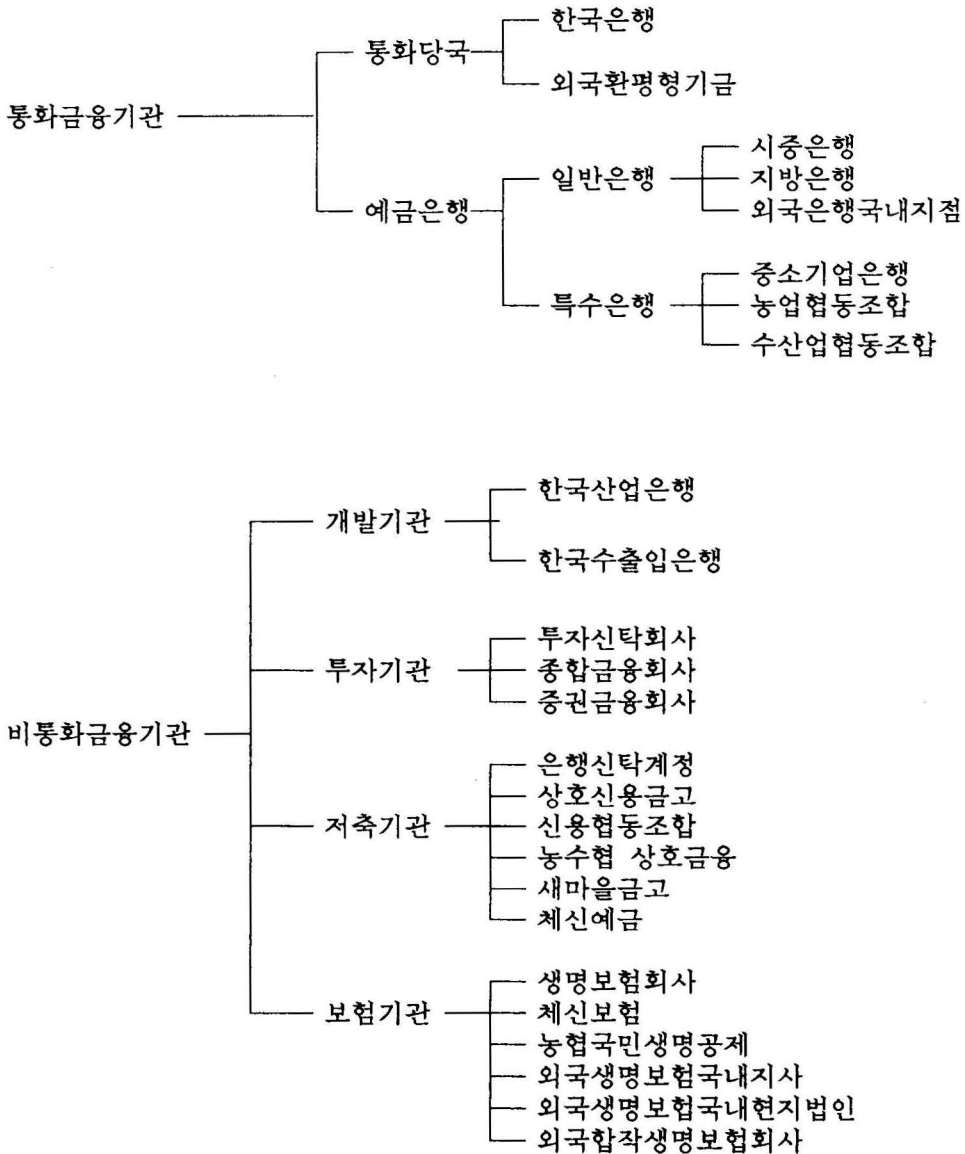 한국은행
통화당국
외국환평형기금
통화금융기관
시중은행
일반은행
지방은행
예금은행
외국은행국내지점
중소기업은행
특수은행
농업협동조합
수산업협동조합
한국산업은행
개발기관
한국수출입은행
투자신탁회사
투자기관
종합금융회사
증권금융회사
비통화금융기관
은행신탁계정
상호신용금고
저축기관
신용협동조합
농수협 상호금융
새마을금고
체신예금
생명보험회사
보험기관
체신보험
농협국민생명공제
외국생명보험국내지사
외국생명보험국내현지법인
외국합작생명보험회사